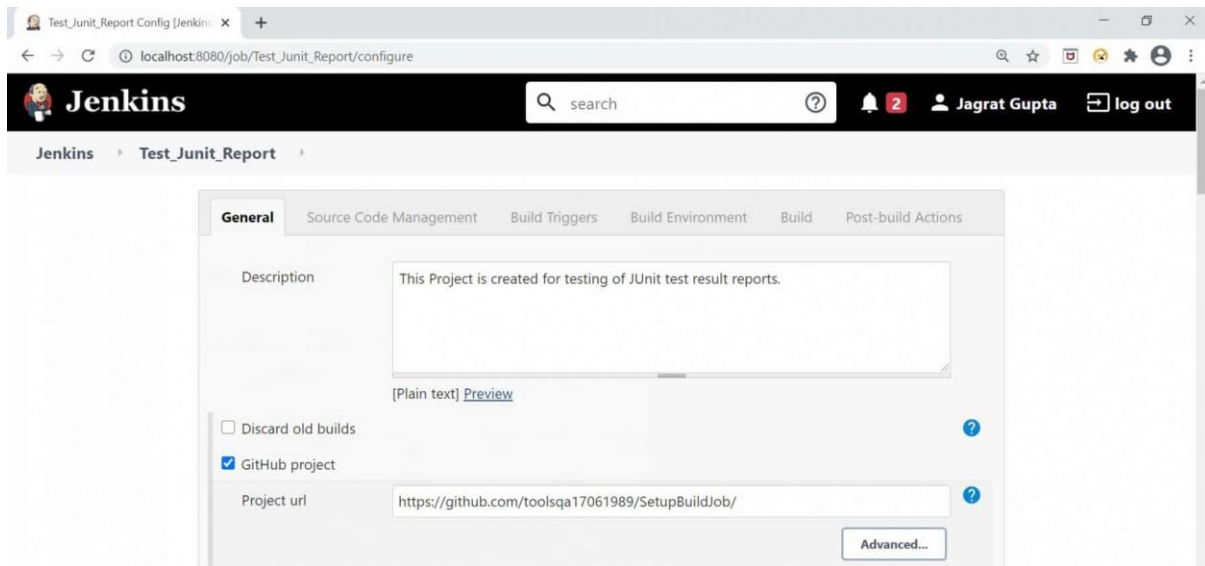 Test_Junit_Report Config [Jenkins
localhost:8080/job/Test_Junit_Report/configure
Jenkins search 2 Jagrat Gupta log out
Jenkins Test_Junit_Report
General Source Code Management Build Triggers Build Environment Build Post-build Actions
Description This Project is created for testing of JUnit test result reports.
[Plain text] Preview
Discard old builds
GitHub project
Project url https://github.com/toolsqa17061989/SetupBuildJob/
Advanced...